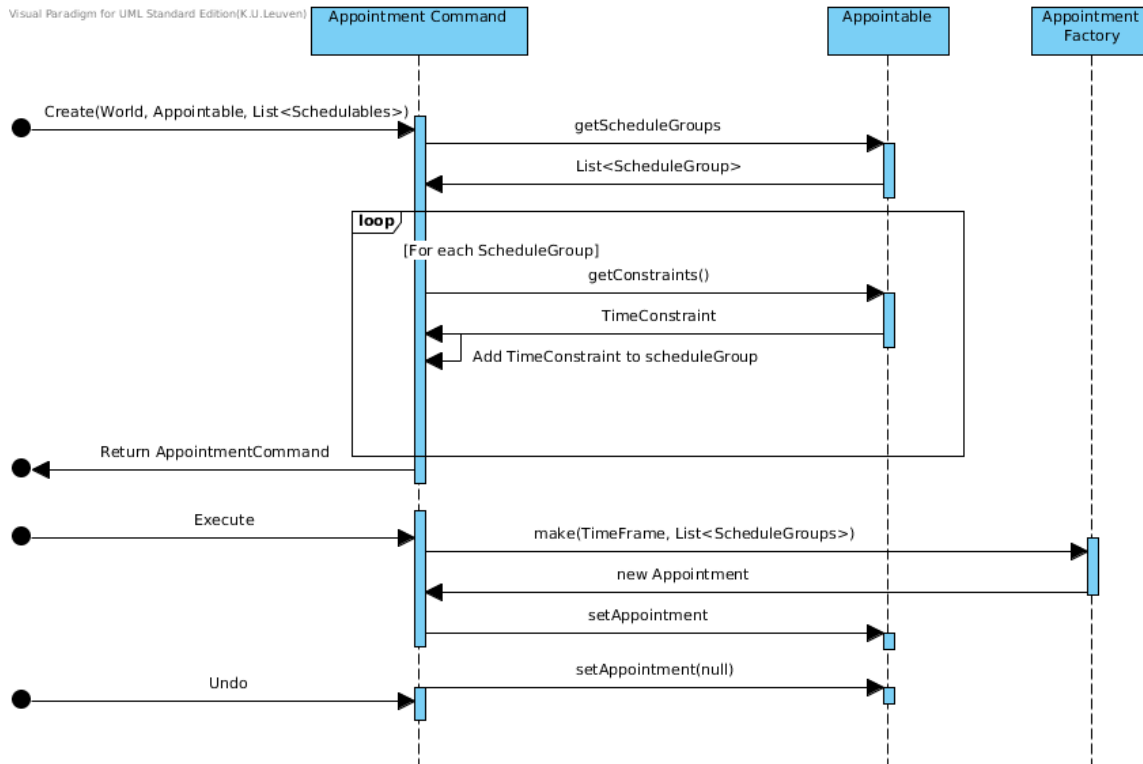 Visual Paradigm for UML Standard Edition(K.U.Leuven)
Appointment Command
Appointable
Appointment
Factory
Create(World, Appointable, List<Schedulables>)
getScheduleGroups
List<ScheduleGroup>
loop
[For each ScheduleGroup]
getConstraints()
TimeConstraint
Add TimeConstraint to scheduleGroup
Return AppointmentCommand
Execute
make(TimeFrame, List<ScheduleGroups>)
new Appointment
setAppointment
setAppointment(null)
Undo